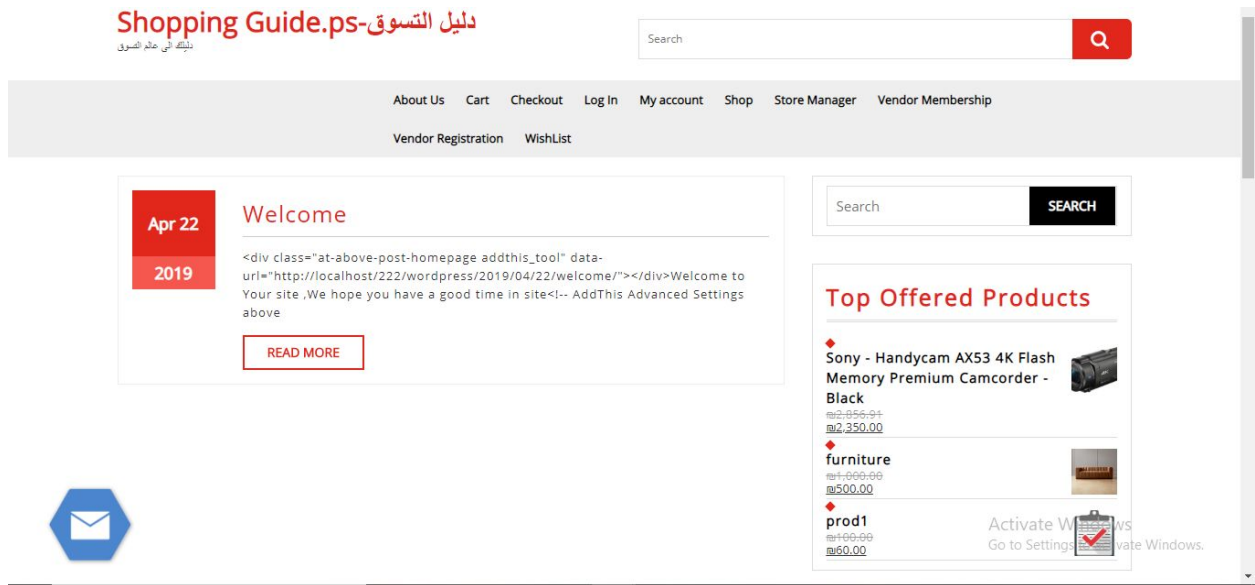 Shopping Guide.ps-دليل التسوق
دليلك الى عالم التسوق
Search
About Us Cart Checkout Log In My account Shop Store Manager Vendor Membership
Vendor Registration WishList
Apr 22
2019
Welcome
<div class="at-above-post-homepage addthis_tool" data-
url="http://localhost/222/wordpress/2019/04/22/welcome/"></div>Welcome to
Your site ,We hope you have a good time in site<!-- AddThis Advanced Settings
above
READ MORE
Search SEARCH
Top Offered Products
Sony - Handycam AX53 4K Flash
Memory Premium Camcorder -
Black
₪2,856.91
₪2,350.00
furniture
₪1,000.00
₪500.00
prod1
₪100.00
₪60.00
Activate Windows
Go to Settings to activate Windows.